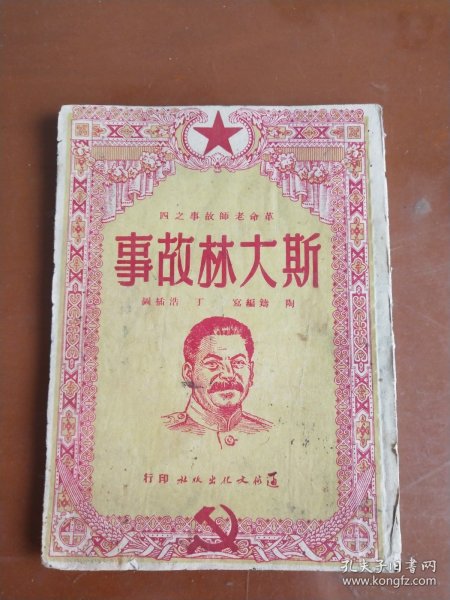 革命老師故事之四
斯大林故事
陶鑄編寫 丁浩插圖
通俗文化出版社印行
孔夫子旧书网
www.kongfz.com